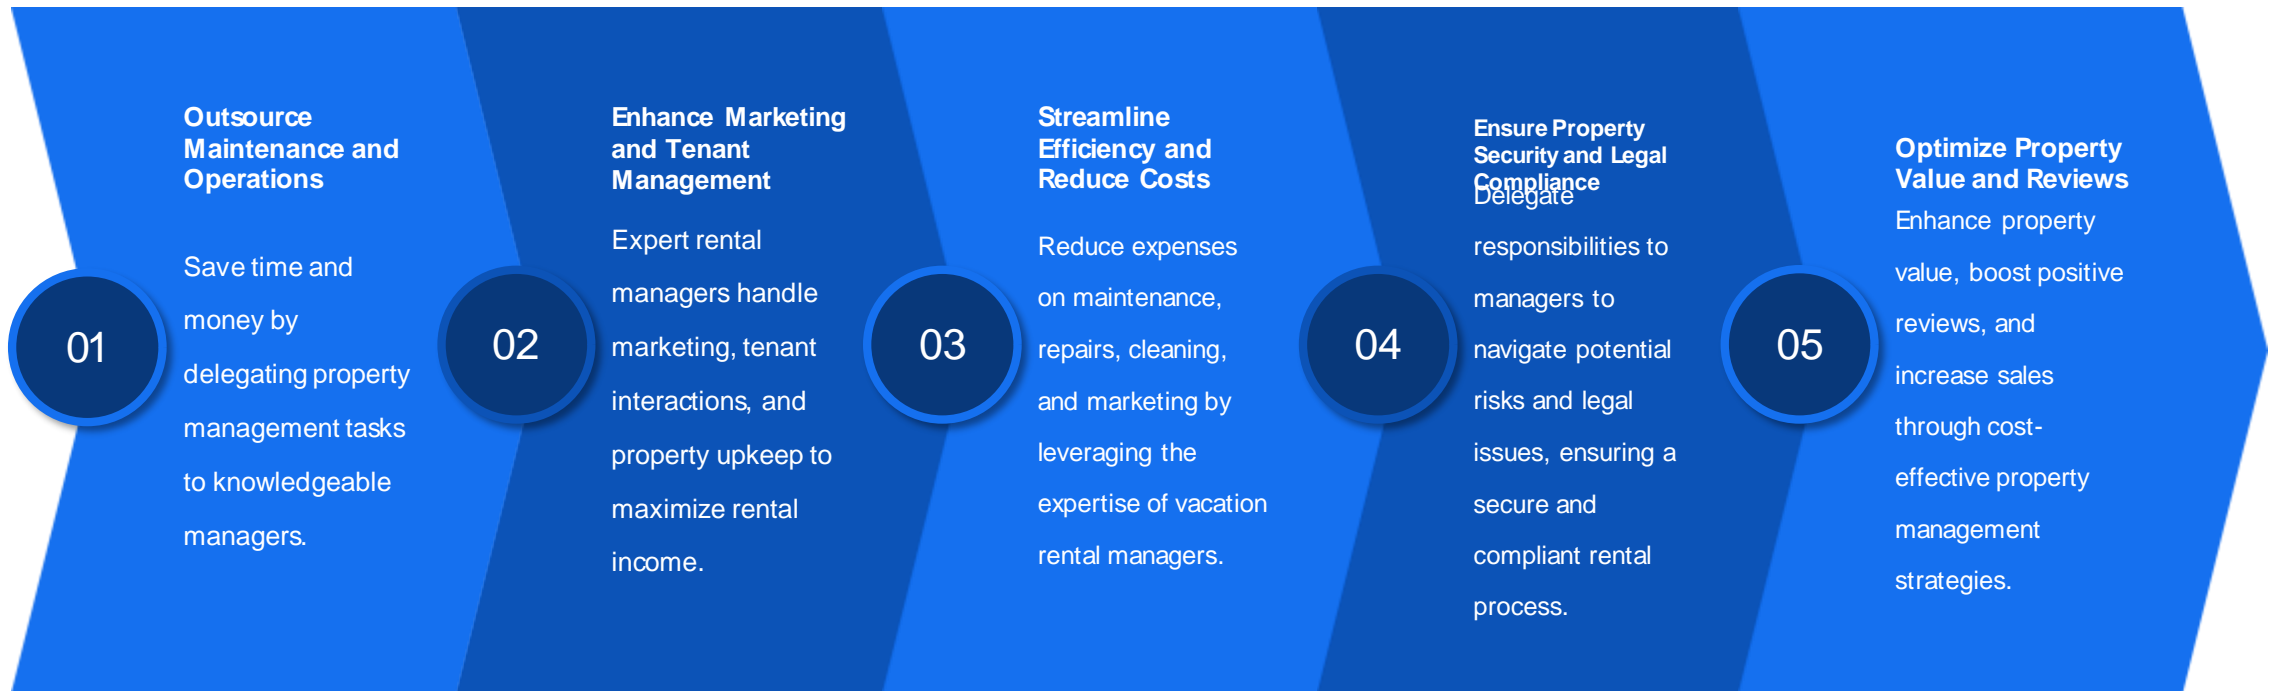 01
Outsource
Maintenance and
Operations
Save time and
money by
delegating property
management tasks
to knowledgeable
managers.
02
Enhance Marketing
and Tenant
Management
Expert rental
managers handle
marketing, tenant
interactions, and
property upkeep to
maximize rental
income.
03
Streamline
Efficiency and
Reduce Costs
Reduce expenses
on maintenance,
repairs, cleaning,
and marketing by
leveraging the
expertise of vacation
rental managers.
04
Ensure Property
Security and Legal
Compliance
Delegate
responsibilities to
managers to
navigate potential
risks and legal
issues, ensuring a
secure and
compliant rental
process.
05
Optimize Property
Value and Reviews
Enhance property
value, boost positive
reviews, and
increase sales
through cost-
effective property
management
strategies.